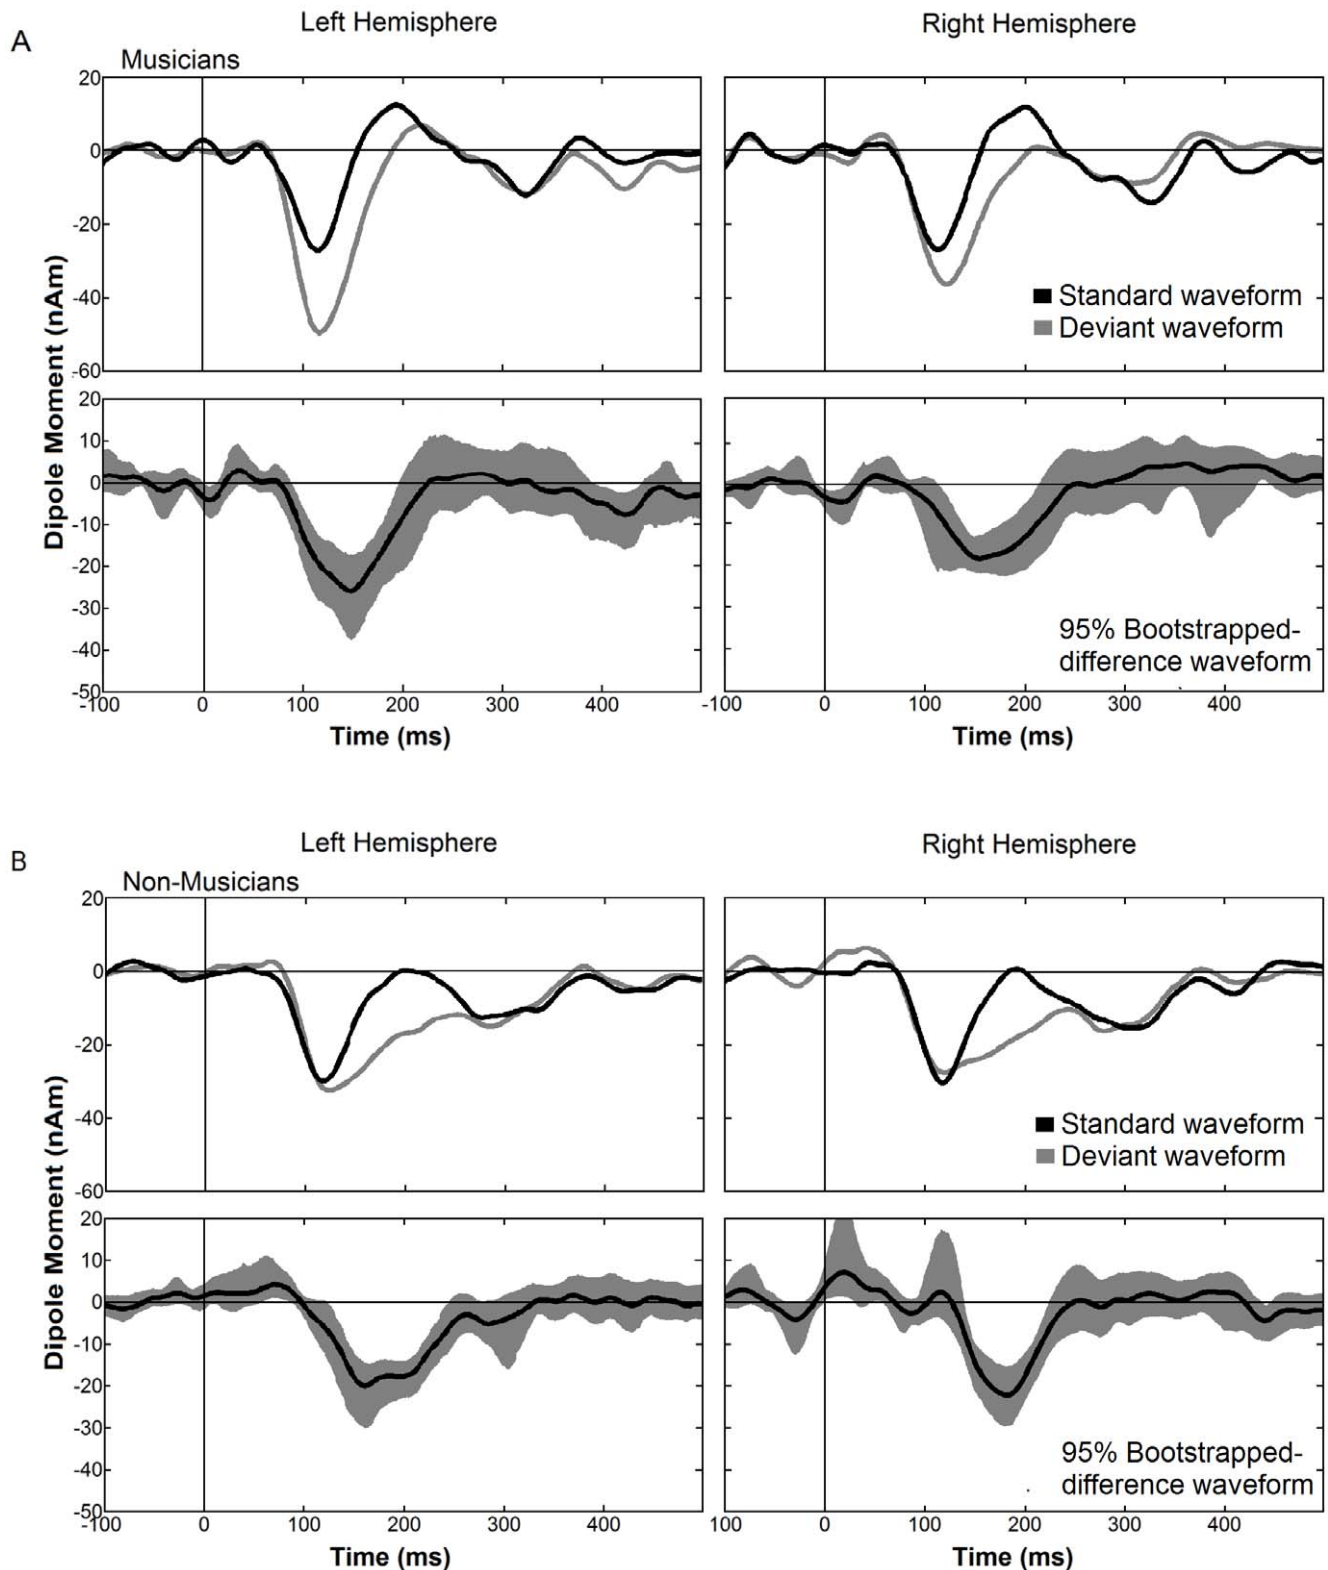 A
Left Hemisphere
Right Hemisphere
Musicians
20
0
-20
-40
-60
Standard waveform
Deviant waveform
Dipole Moment (nAm)
20
10
0
-10
-20
-30
-40
-50
95% Bootstrapped-
difference waveform
-100 0 100 200 300 400
-100 0 100 200 300 400
Time (ms)
Time (ms)
B
Left Hemisphere
Right Hemisphere
Non-Musicians
20
0
-20
-40
-60
Standard waveform
Deviant waveform
Dipole Moment (nAm)
20
10
0
-10
-20
-30
-40
-50
95% Bootstrapped-
difference waveform
-100 0 100 200 300 400
-100 0 100 200 300 400
Time (ms)
Time (ms)